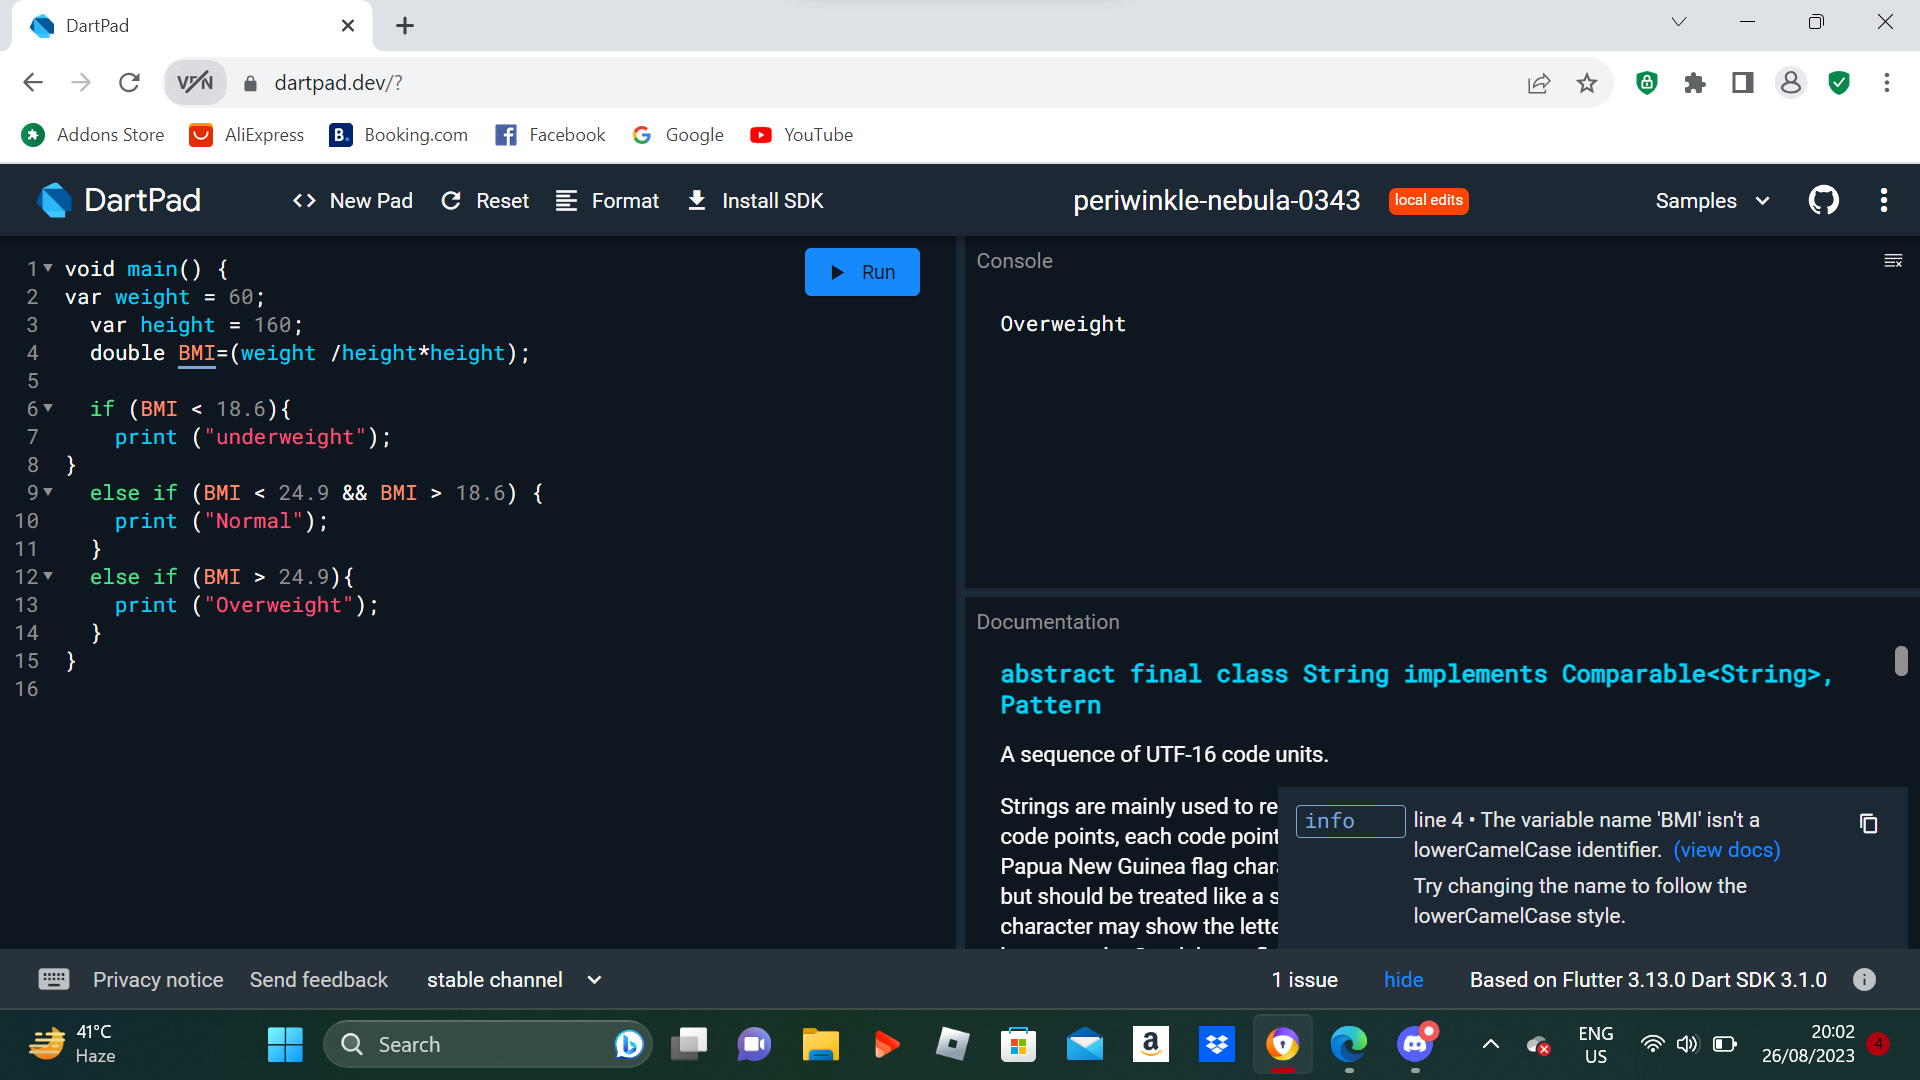 DartPad
VPN
dartpad.dev/?
Addons Store
AliExpress
B. Booking.com
Facebook
Google
YouTube
DartPad
<> New Pad
Reset
Format
Install SDK
periwinkle-nebula-0343
local edits
Samples
1 void main() {
2 var weight = 60;
3 var height = 160;
4 double BMI=(weight /height*height);
5
6 if (BMI < 18.6){
7 print ("underweight");
8 }
9 else if (BMI < 24.9 && BMI > 18.6) {
10 print ("Normal");
11 }
12 else if (BMI > 24.9){
13 print ("Overweight");
14 }
15 }
16
Run
Console
Overweight
Documentation
abstract final class String implements Comparable<String>,
Pattern
A sequence of UTF-16 code units.
Strings are mainly used to re
code points, each code point
Papua New Guinea flag char
but should be treated like a s
character may show the lette
info
line 4 • The variable name 'BMI' isn't a
lowerCamelCase identifier. (view docs)
Try changing the name to follow the
lowerCamelCase style.
Privacy notice
Send feedback
stable channel
1 issue
hide
Based on Flutter 3.13.0 Dart SDK 3.1.0
41°C
Haze
Search
a
ENG
US
20:02
26/08/2023
4